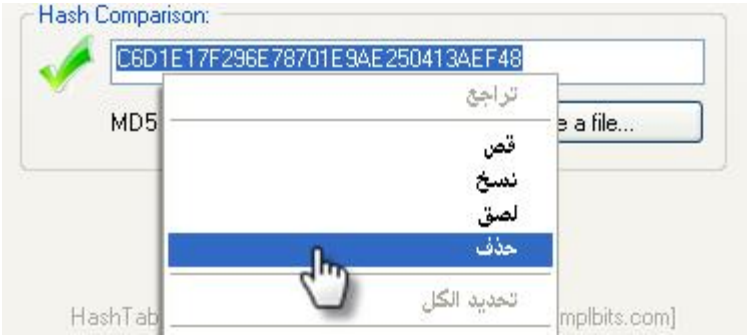 Hash Comparison:
C6D1E17F296E78701E9AE250413AEF48
MD5
e a file...
تراجع
قص
نسخ
لصق
حذف
تحديد الكل
HashTab
mplbits.com]